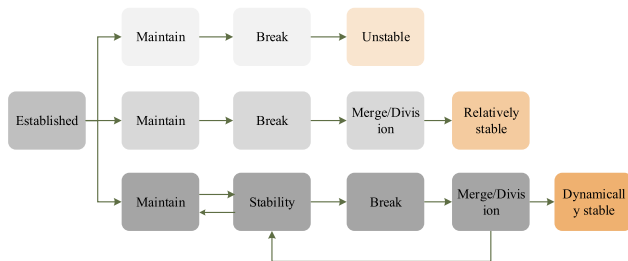 Maintain
Break
Unstable
Established
Maintain
Break
Merge/Divis
ion
Relatively
stable
Maintain
Stability
Break
Merge/Divis
ion
Dynamicall
y stable